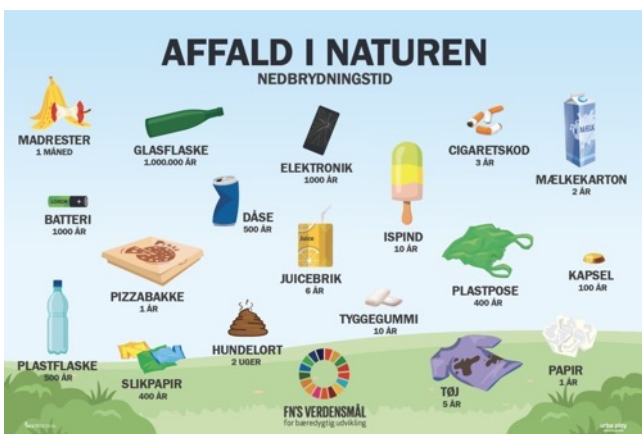 AFFALD I NATUREN
NEDBRYDNINGSTID
MADRESTER
1 MÅNED
GLASFLASKE
1.000.000 ÅR
ELEKTRONIK
1000 ÅR
CIGARETSKOD
3 ÅR
MÆLKEKARTON
2 ÅR
BATTERI
1000 ÅR
DÅSE
500 ÅR
Juice
JUICEBRIK
6 ÅR
ISPIND
10 ÅR
PLASTPOSE
400 ÅR
KAPSEL
100 ÅR
PIZZABAKKE
1 ÅR
TYGGEGUMMI
10 ÅR
PLASTFLASKE
500 ÅR
SLIKPAPIR
400 ÅR
HUNDELORT
2 UGER
FN'S VERDENSMÅL
for bæredygtig udvikling
TØJ
5 ÅR
PAPIR
1 ÅR